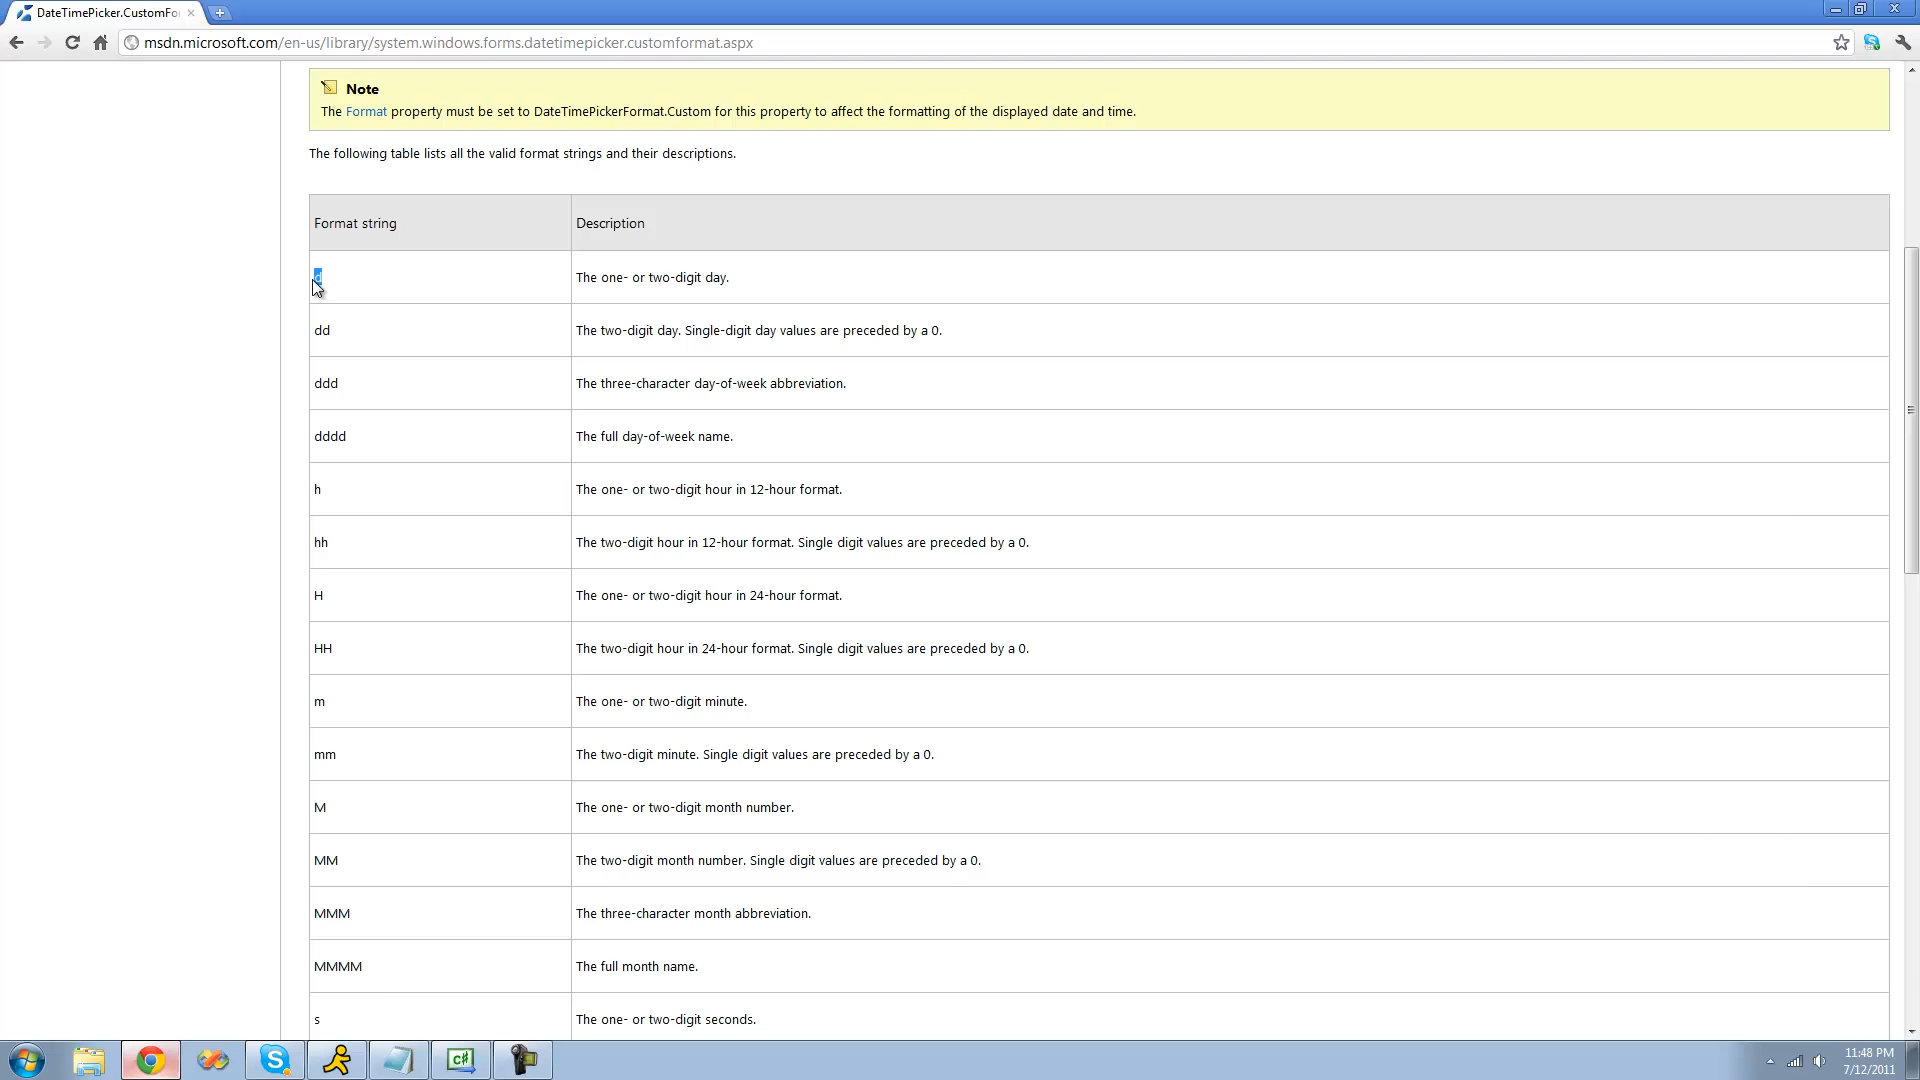 DateTimePicker.CustomFo
msdn.microsoft.com/en-us/library/system.windows.forms.datetimepicker.customformat.aspx
Note
The Format property must be set to DateTimePickerFormat.Custom for this property to affect the formatting of the displayed date and time.
The following table lists all the valid format strings and their descriptions.
Format string Description
d The one- or two-digit day.
dd The two-digit day. Single-digit day values are preceded by a 0.
ddd The three-character day-of-week abbreviation.
dddd The full day-of-week name.
h The one- or two-digit hour in 12-hour format.
hh The two-digit hour in 12-hour format. Single digit values are preceded by a 0.
H The one- or two-digit hour in 24-hour format.
HH The two-digit hour in 24-hour format. Single digit values are preceded by a 0.
m The one- or two-digit minute.
mm The two-digit minute. Single digit values are preceded by a 0.
M The one- or two-digit month number.
MM The two-digit month number. Single digit values are preceded by a 0.
MMM The three-character month abbreviation.
MMMM The full month name.
s The one- or two-digit seconds.
C#
11:48 PM
7/12/2011